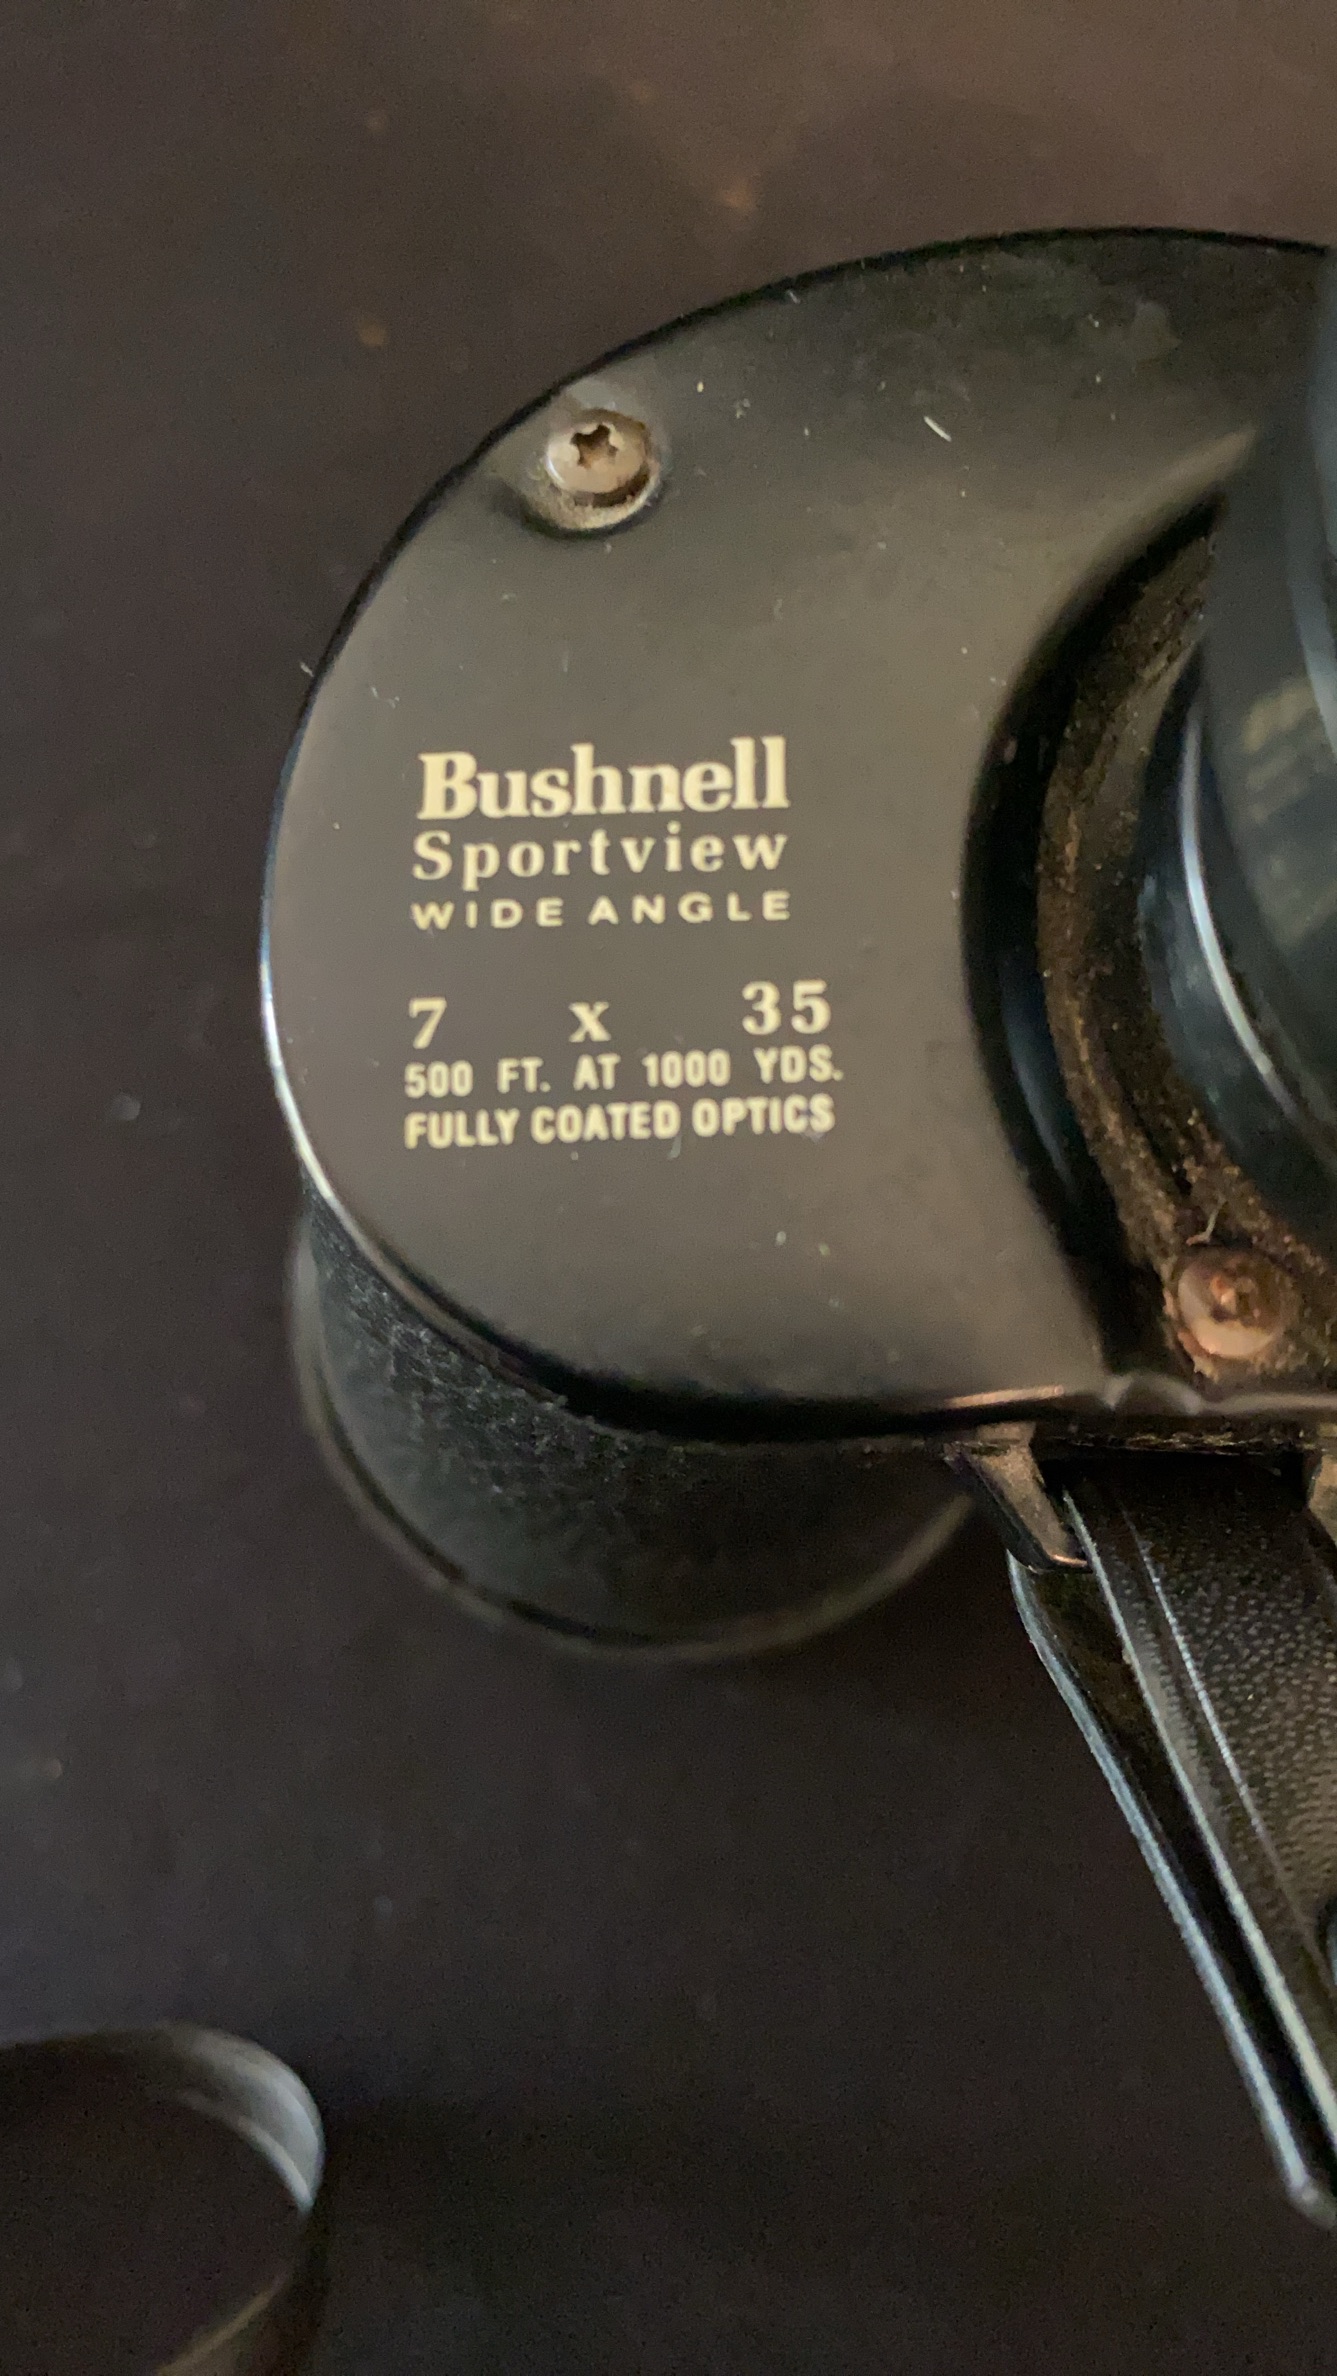 Bushnell
Sportview
WIDE ANGLE
7 x 35
500 FT. AT 1000 YDS.
FULLY COATED OPTICS